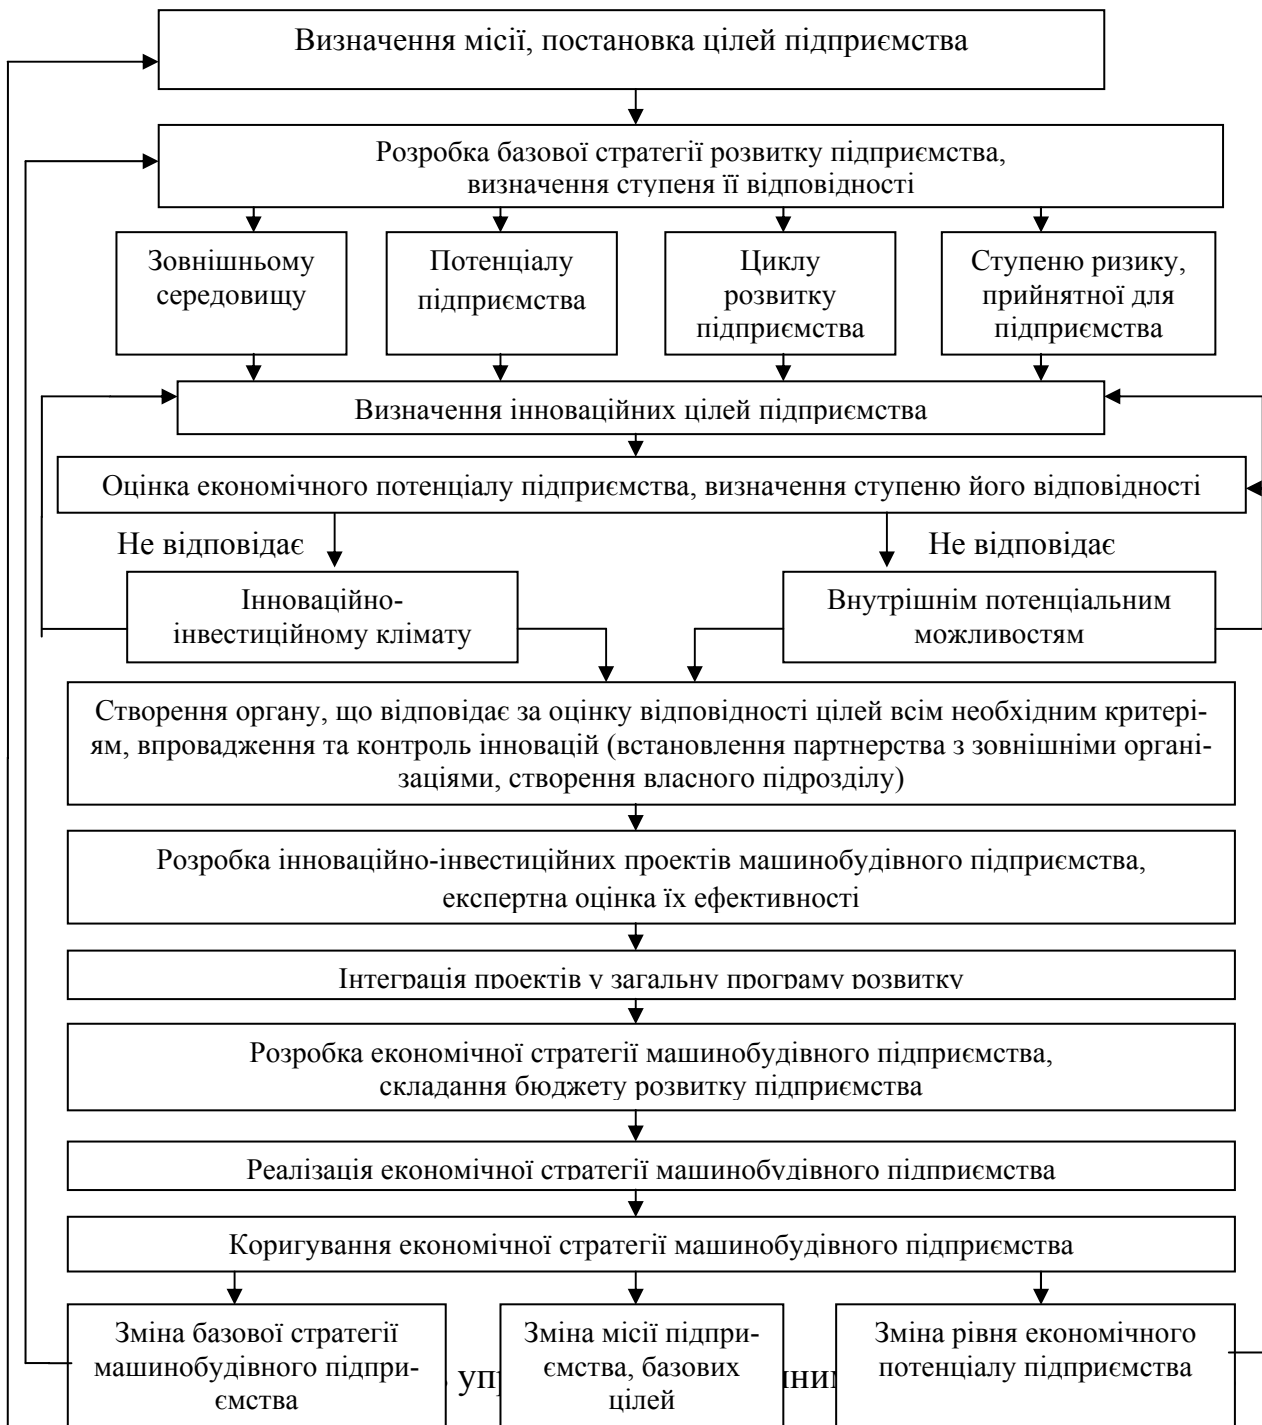 Визначення місії, постановка цілей підприємства
Розробка базової стратегії розвитку підприємства,
визначення ступеня її відповідності
Зовнішньому
середовищу
Потенціалу
підприємства
Циклу
розвитку
підприємства
Ступеню ризику,
прийнятної для
підприємства
Визначення інноваційних цілей підприємства
Оцінка економічного потенціалу підприємства, визначення ступеню його відповідності
Не відповідає
Не відповідає
Інноваційно-
інвестиційному клімату
Внутрішнім потенціальним
можливостям
Створення органу, що відповідає за оцінку відповідності цілей всім необхідним критері-
ям, впровадження та контроль інновацій (встановлення партнерства з зовнішніми органі-
заціями, створення власного підрозділу)
Розробка інноваційно-інвестиційних проектів машинобудівного підприємства,
експертна оцінка їх ефективності
Інтеграція проектів у загальну програму розвитку
Розробка економічної стратегії машинобудівного підприємства,
складання бюджету розвитку підприємства
Реалізація економічної стратегії машинобудівного підприємства
Коригування економічної стратегії машинобудівного підприємства
Зміна базової стратегії
машинобудівного підпри-
ємства
Зміна місії підпри-
ємства, базових
цілей
Зміна рівня економічного
потенціалу підприємства